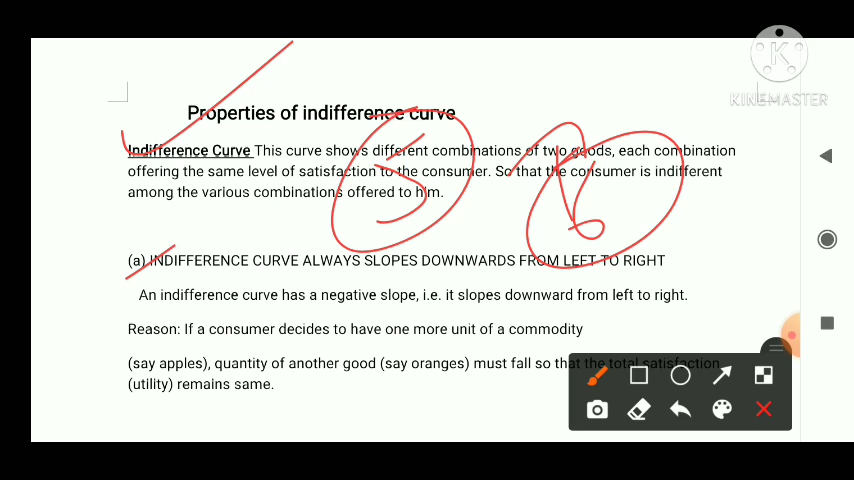 KINEMASTER
Properties of indifference curve
Indifference Curve This curve shows different combinations of two goods, each combination
offering the same level of satisfaction to the consumer. So that the consumer is indifferent
among the various combinations offered to him.
5
6
(a) INDIFFERENCE CURVE ALWAYS SLOPES DOWNWARDS FROM LEFT TO RIGHT
An indifference curve has a negative slope, i.e. it slopes downward from left to right.
Reason: If a consumer decides to have one more unit of a commodity
(say apples), quantity of another good (say oranges) must fall so that the total satisfaction
(utility) remains same.